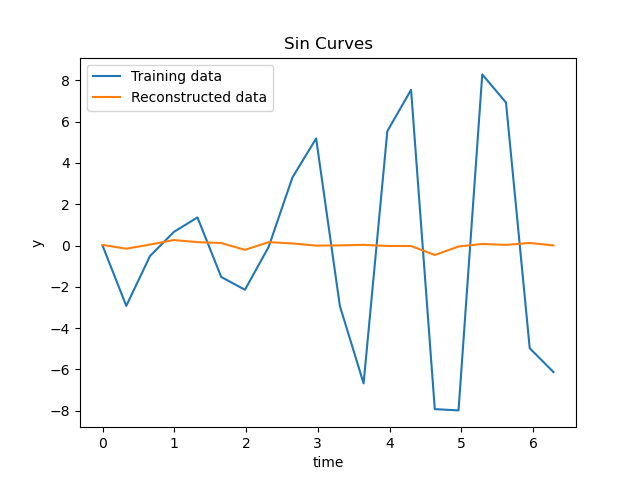 Sin Curves
Training data
Reconstructed data
y
8
6
4
2
0
−2
−4
−6
−8
0 1 2 3 4 5 6
time